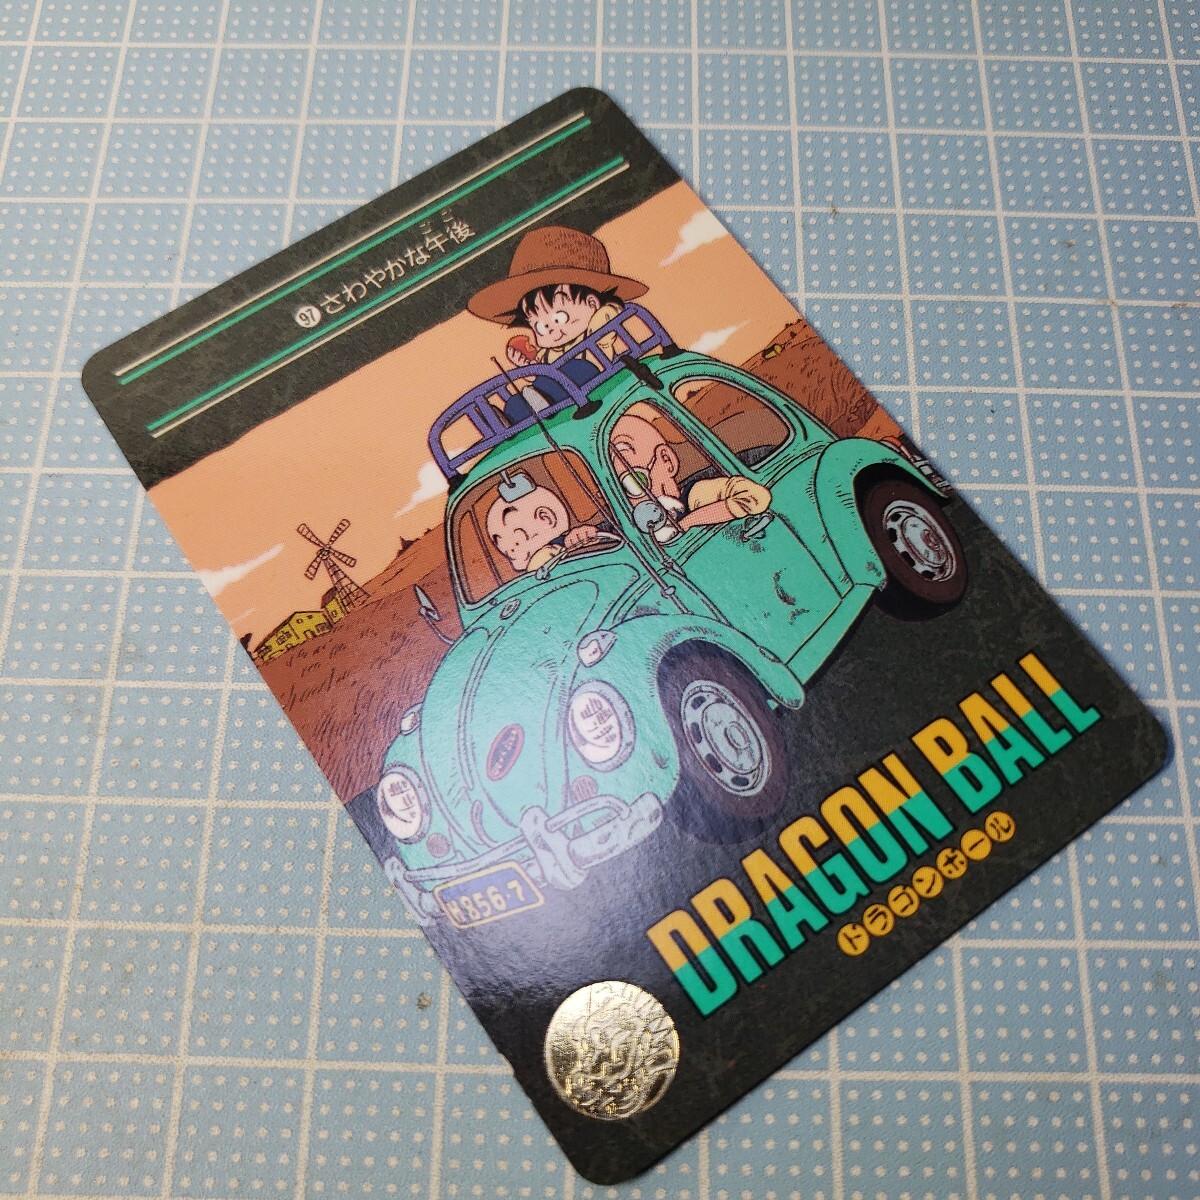 97 さわやかな午後
ごご
H 856-7
DRAGON BALL
ドラゴンボール